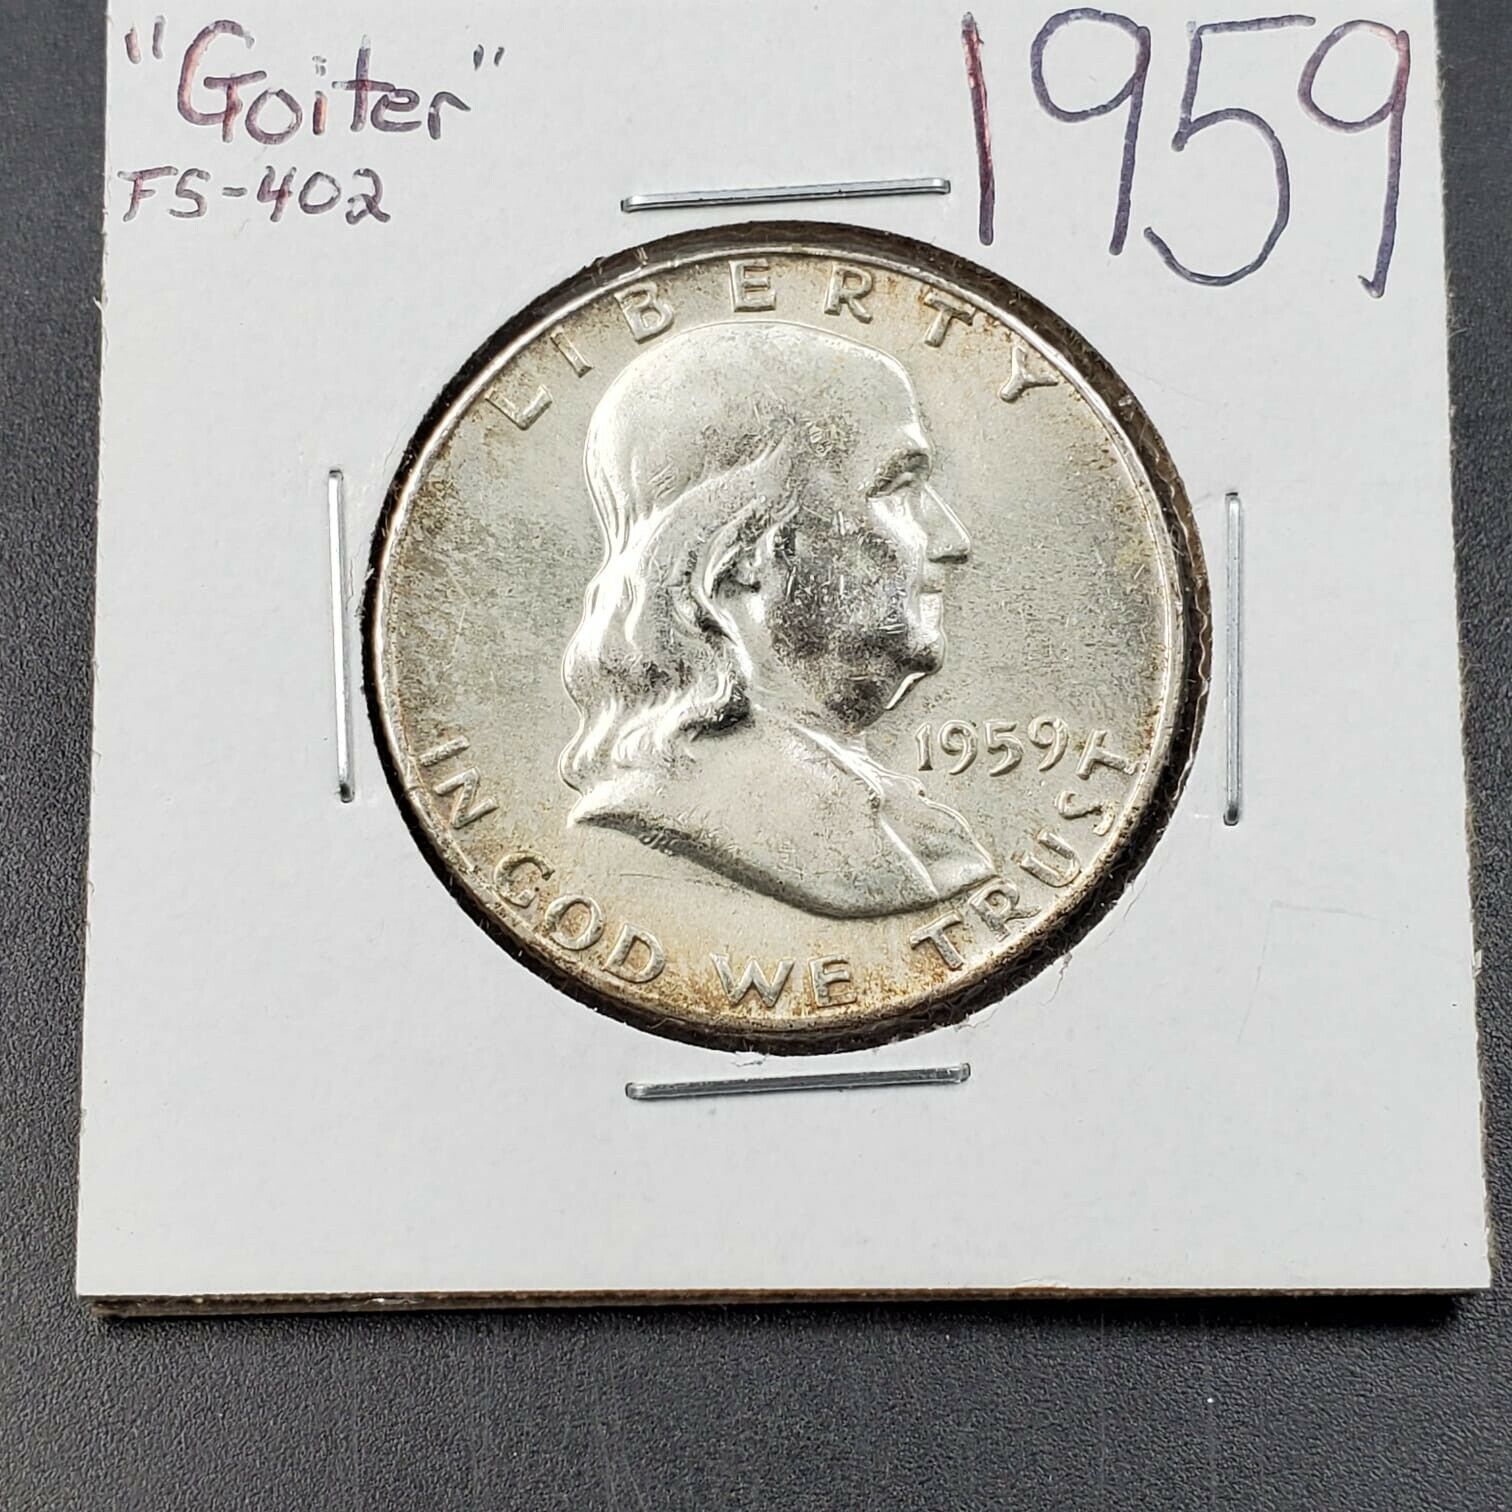 "Goiter"
FS-402
1959
LIBERTY
1959
IN GOD WE TRUST